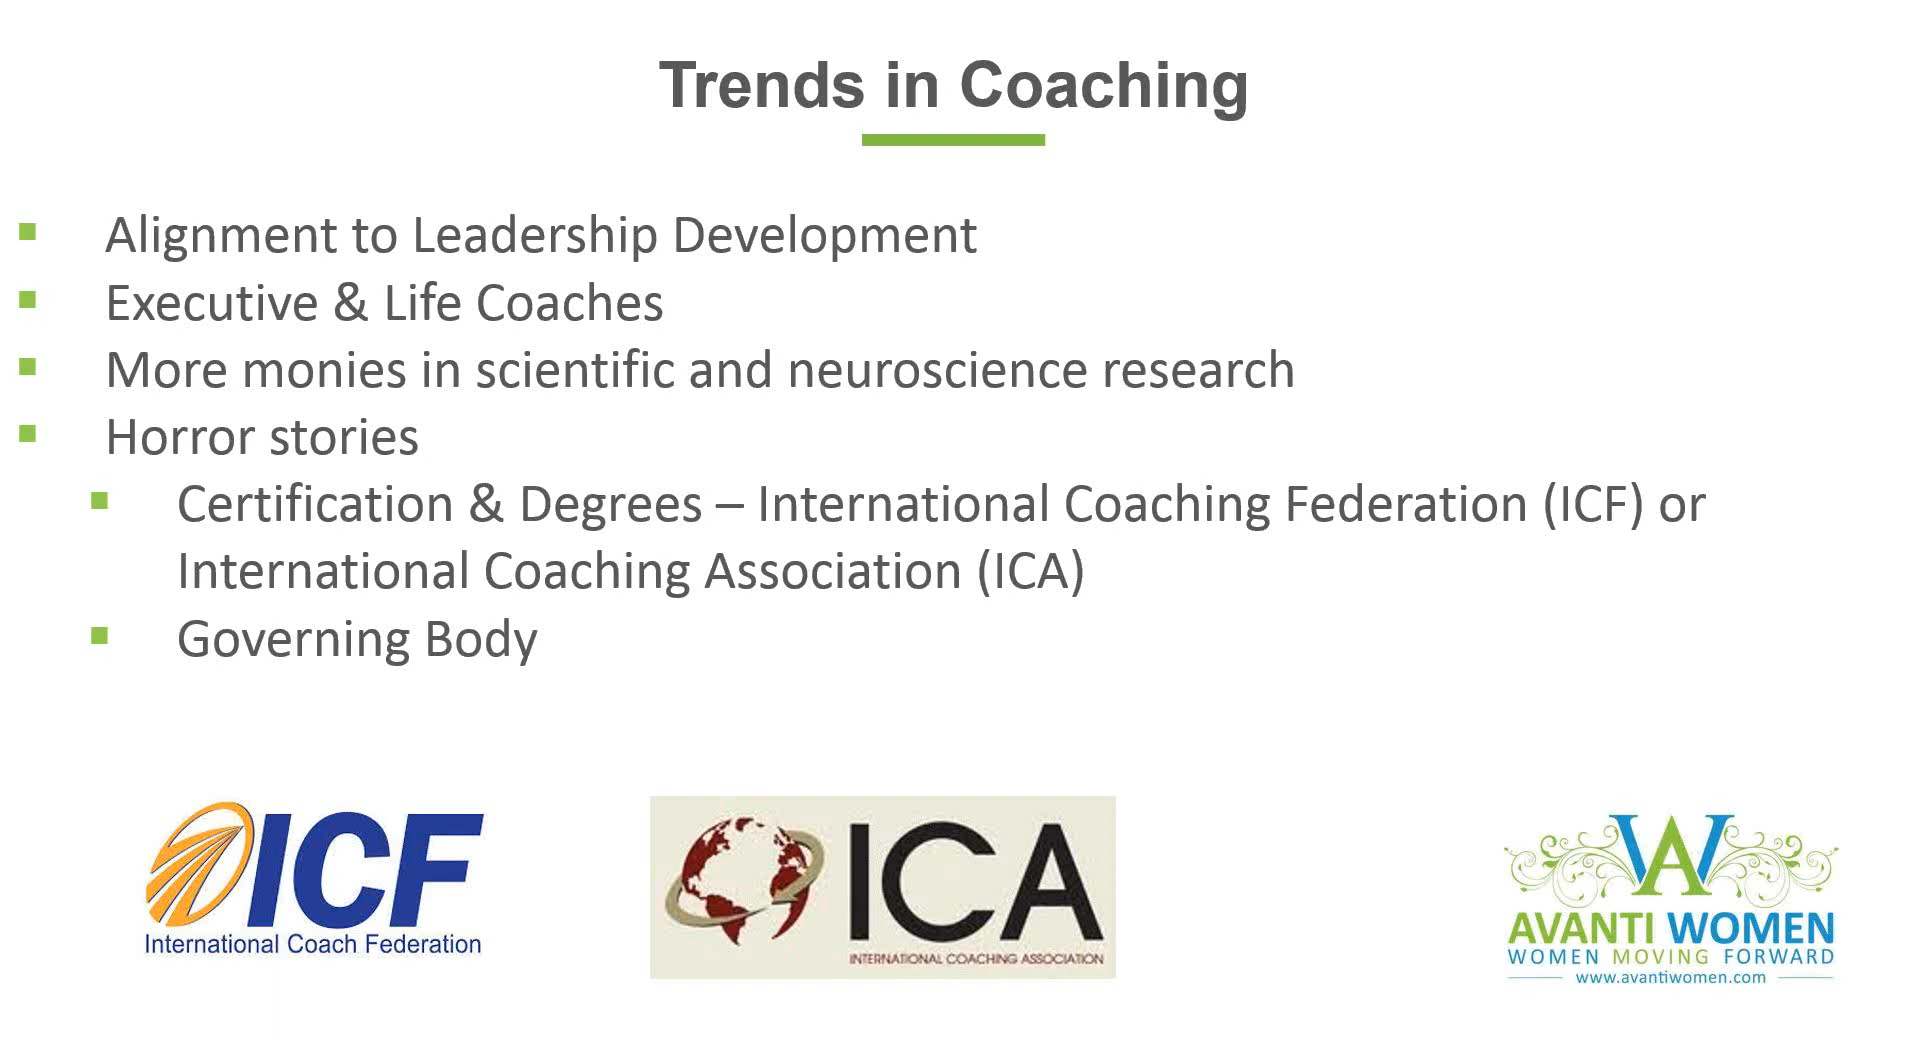 Trends in Coaching
Alignment to Leadership Development
Executive & Life Coaches
More monies in scientific and neuroscience research
Horror stories
Certification & Degrees – International Coaching Federation (ICF) or
International Coaching Association (ICA)
Governing Body
ICF
International Coach Federation
ICA
INTERNATIONAL COACHING ASSOCIATION
WA
AVANTI WOMEN
WOMEN MOVING FORWARD
www.avantiwomen.com